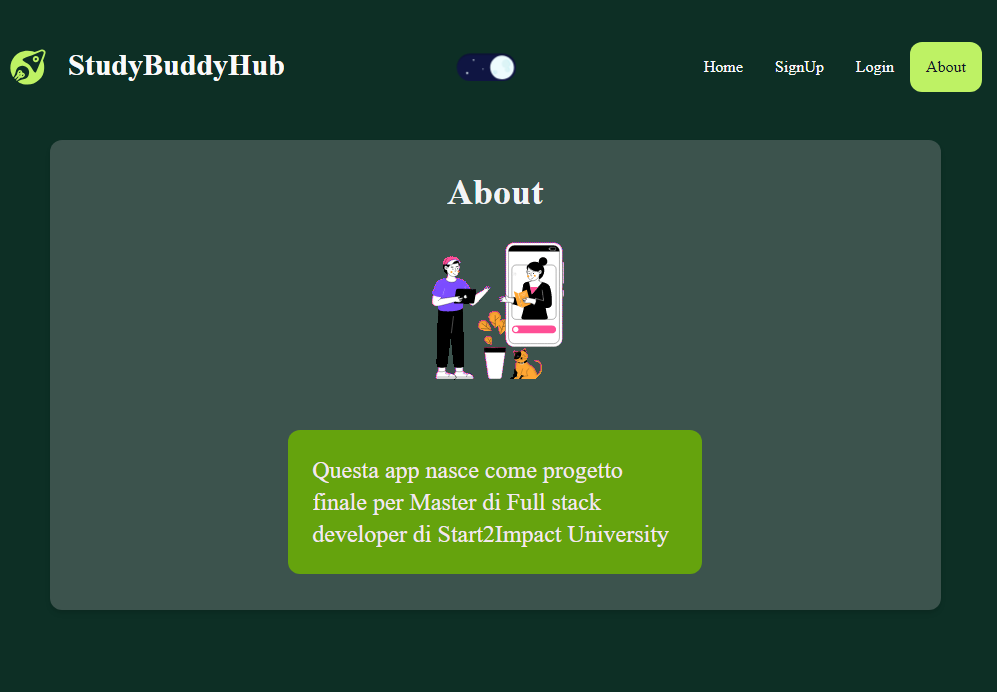 StudyBuddyHub
Home SignUp Login About
About
Questa app nasce come progetto
finale per Master di Full stack
developer di Start2Impact University